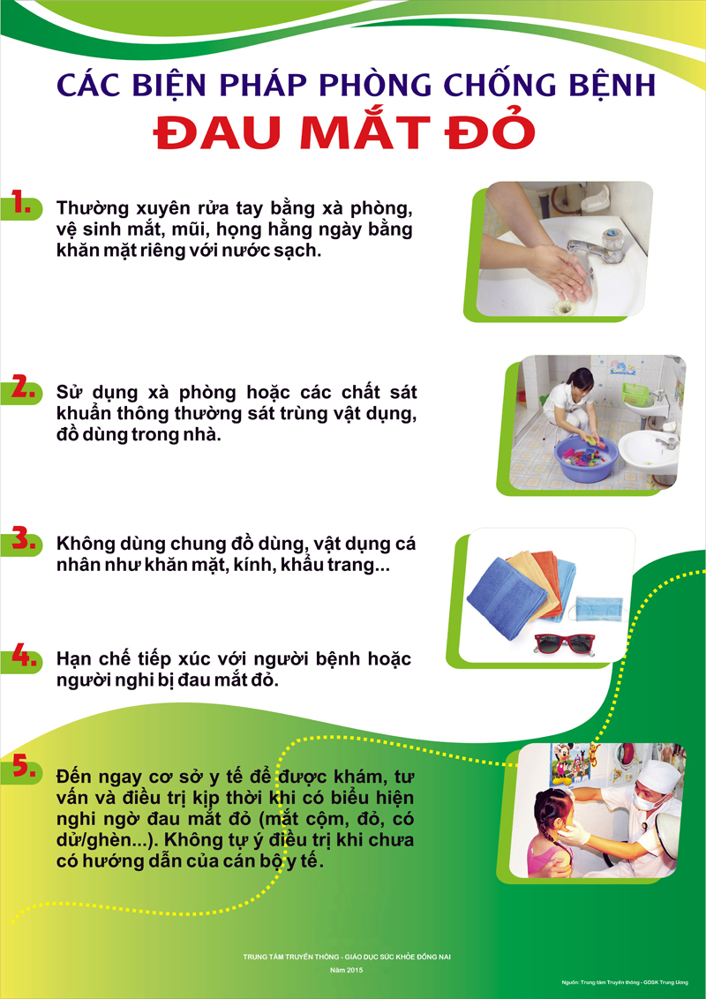 CÁC BIỆN PHÁP PHÒNG CHỐNG BỆNH
ĐAU MẮT ĐỎ
1.
Thường xuyên rửa tay bằng xà phòng,
vệ sinh mắt, mũi, họng hằng ngày bằng
khăn mặt riêng với nước sạch.
2.
Sử dụng xà phòng hoặc các chất sát
khuẩn thông thường sát trùng vật dụng,
đồ dùng trong nhà.
3.
Không dùng chung đồ dùng, vật dụng cá
nhân như khăn mặt, kính, khẩu trang...
4.
Hạn chế tiếp xúc với người bệnh hoặc
người nghi bị đau mắt đỏ.
5.
Đến ngay cơ sở y tế để được khám, tư
vấn và điều trị kịp thời khi có biểu hiện
nghi ngờ đau mắt đỏ (mắt cộm, đỏ, có
dử/ghèn...). Không tự ý điều trị khi chưa
có hướng dẫn của cán bộ y tế.
TRUNG TÂM TRUYỀN THÔNG - GIÁO DỤC SỨC KHỎE ĐỒNG NAI
Năm 2015
Nguồn: Trung tâm Truyền thông - GDSK Trung Ương